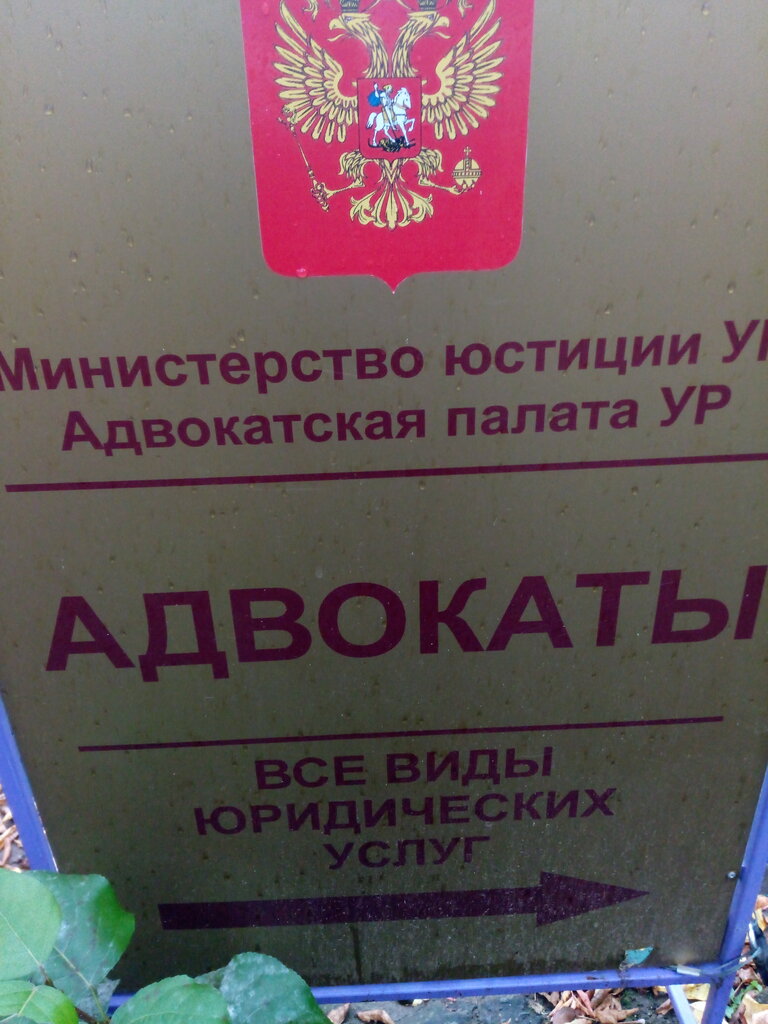 Министерство юстиции УР
Адвокатская палата УР
АДВОКАТЫ
ВСЕ ВИДЫ
ЮРИДИЧЕСКИХ
УСЛУГ